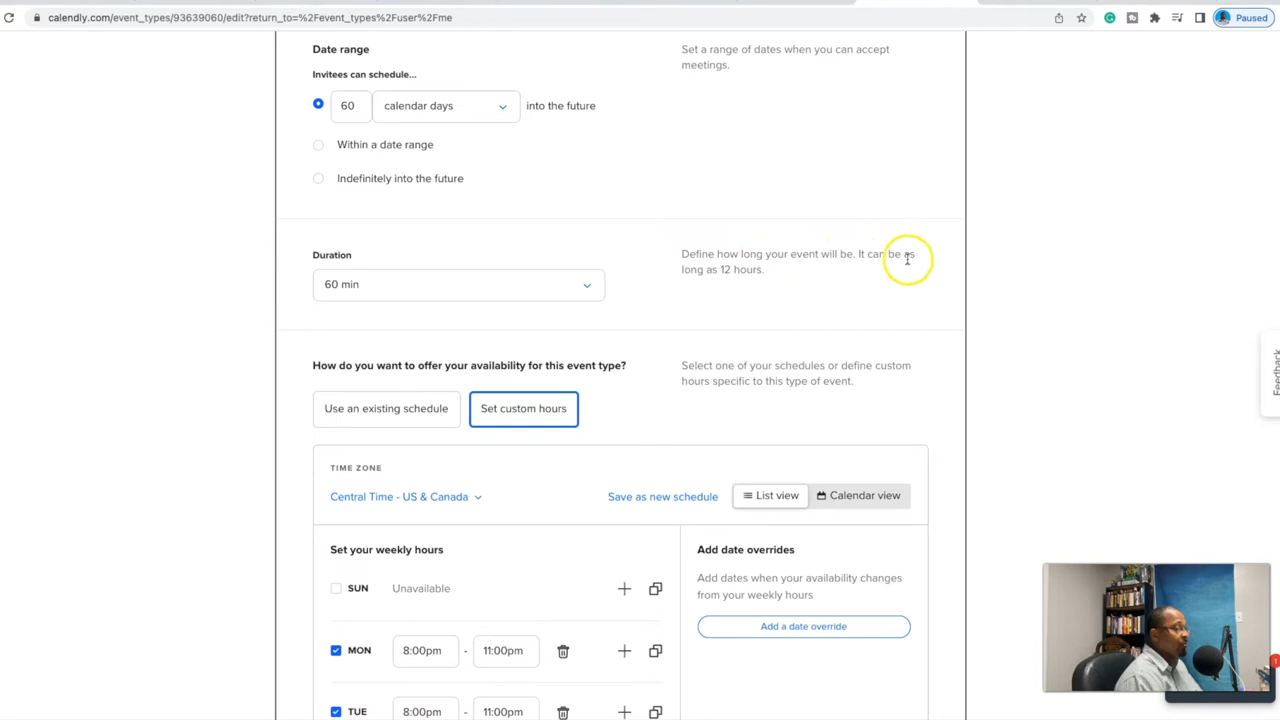 calendly.com/event_types/93639060/edit?return_to=%2Fevent_types%2Fuser%2Fme
Paused
Date range
Set a range of dates when you can accept
meetings.
Invitees can schedule...
60 calendar days into the future
Within a date range
Indefinitely into the future
Duration
Define how long your event will be. It can be as
long as 12 hours.
60 min
How do you want to offer your availability for this event type?
Select one of your schedules or define custom
hours specific to this type of event.
Use an existing schedule Set custom hours
Feedback
TIME ZONE
Central Time - US & Canada Save as new schedule List view Calendar view
Set your weekly hours
Add date overrides
Add dates when your availability changes
from your weekly hours
SUN Unavailable
Add a date override
MON 8:00pm - 11:00pm
TUE 8:00pm - 11:00pm